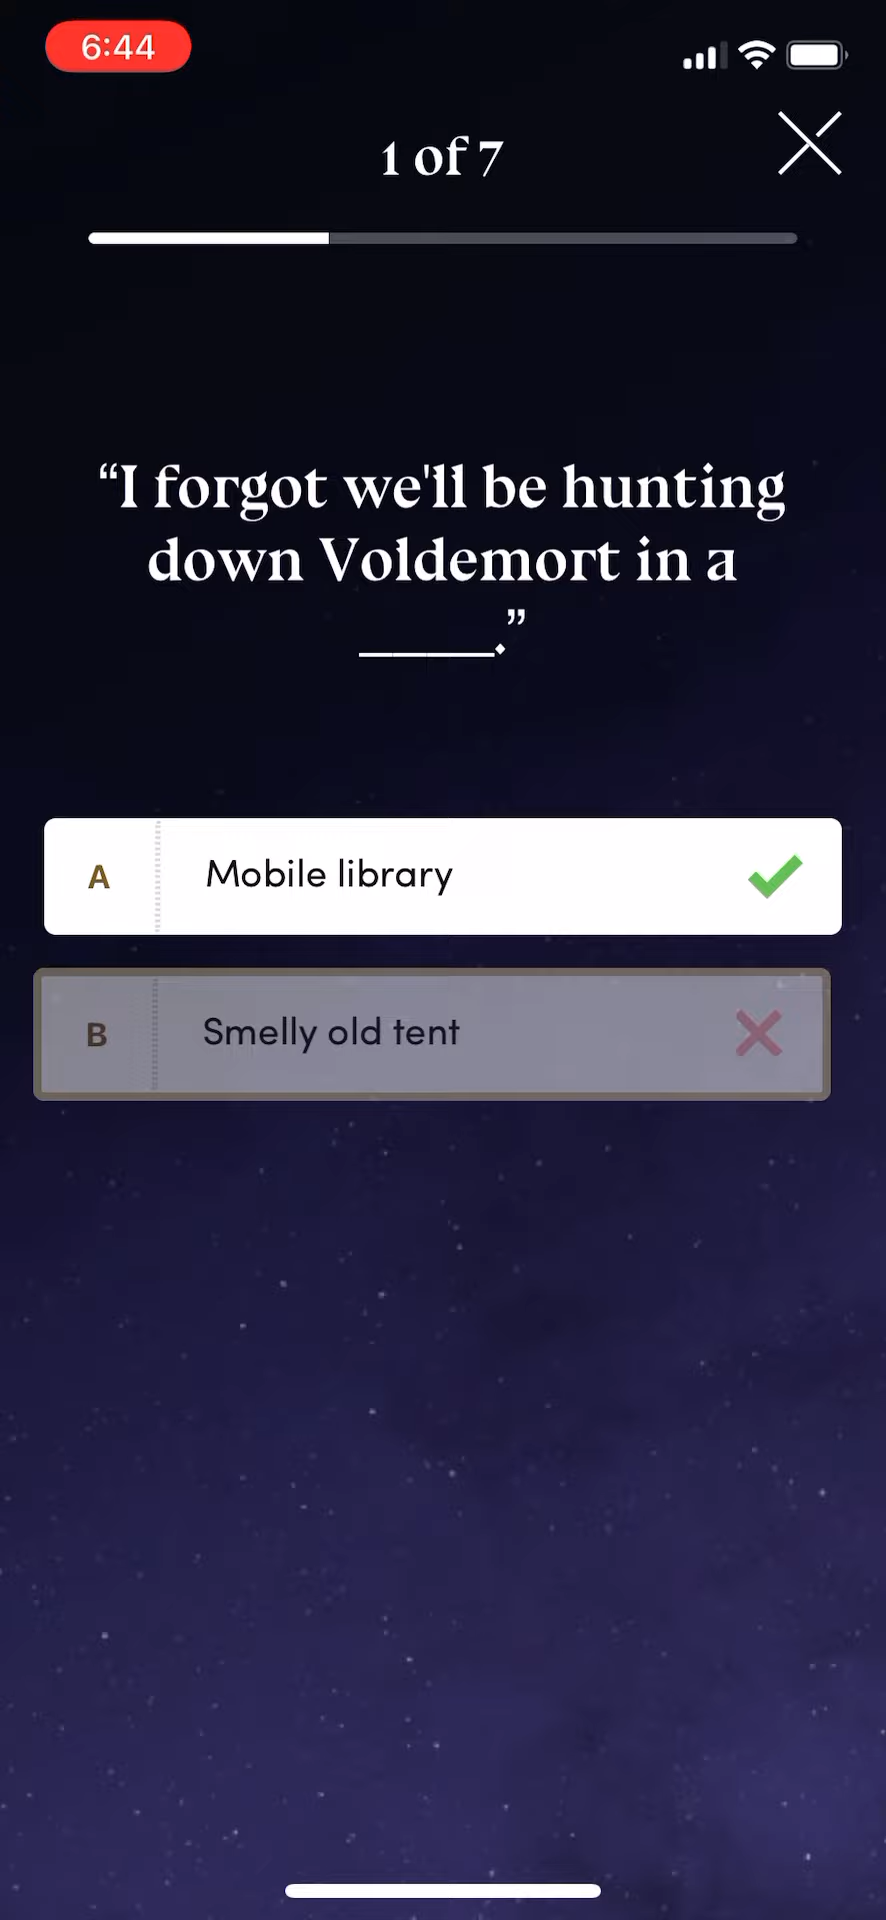 6:44
1 of 7
“I forgot we'll be hunting
down Voldemort in a
____.”
A Mobile library
B Smelly old tent